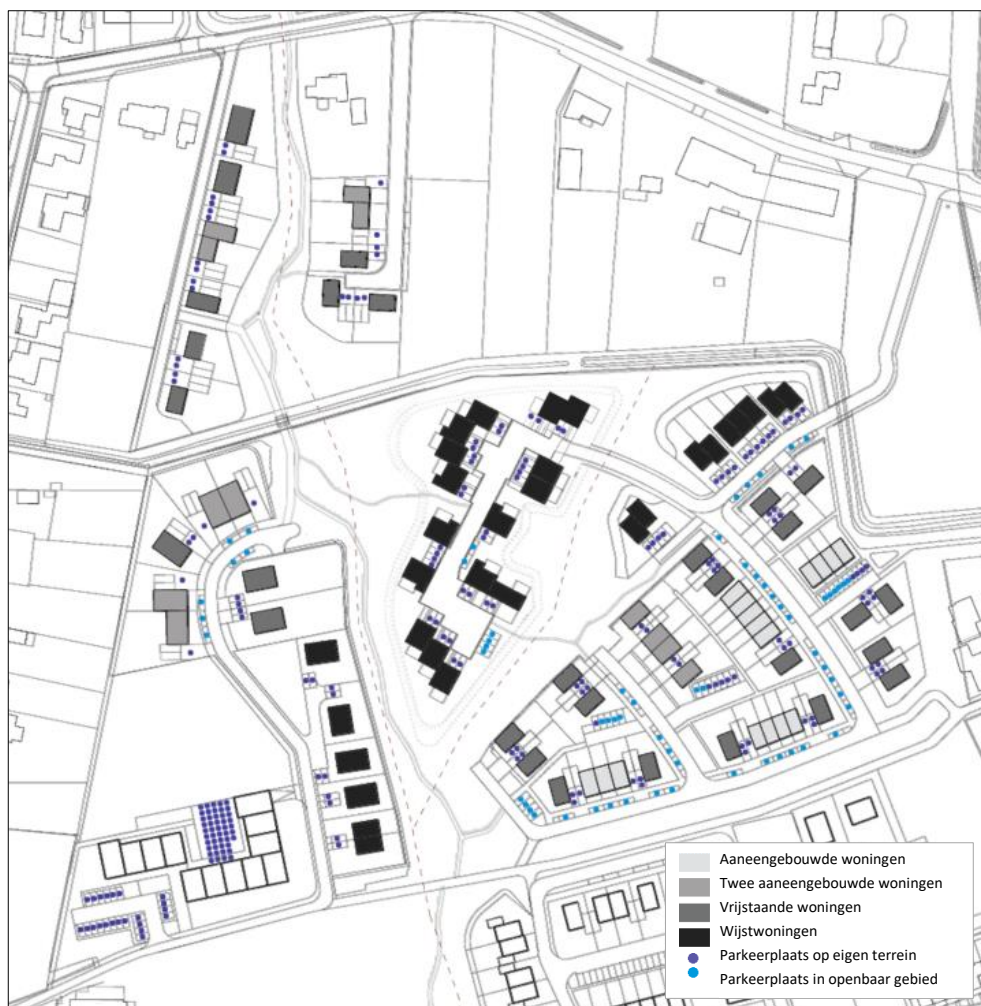 Aaneengebouwde woningen
Twee aaneengebouwde woningen
Vrijstaande woningen
Wijstwoningen
Parkeerplaats op eigen terrein
Parkeerplaats in openbaar gebied